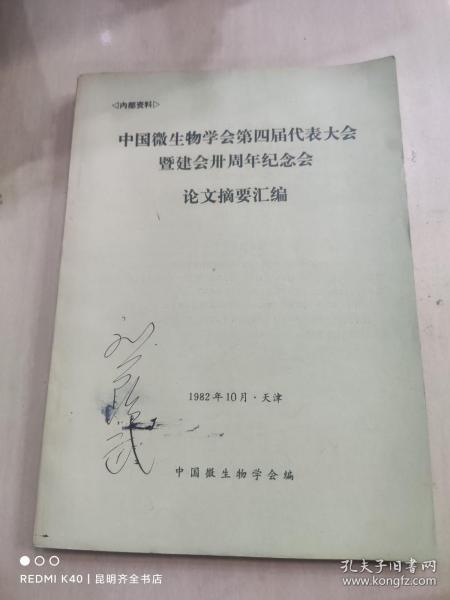 <内部资料>
中国微生物学会第四届代表大会
暨建会卅周年纪念会
论文摘要汇编
1982年10月·天津
中国微生物学会编
REDMI K40 | 昆明齐全书店
孔夫子旧书网
www.kongfz.com